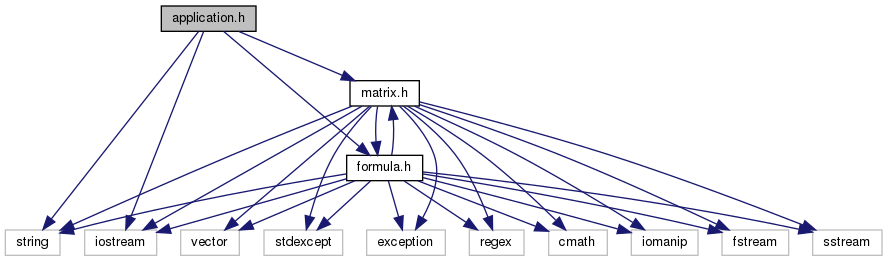 application.h
matrix.h
formula.h
string
iostream
vector
stdexcept
exception
regex
cmath
iomanip
fstream
sstream